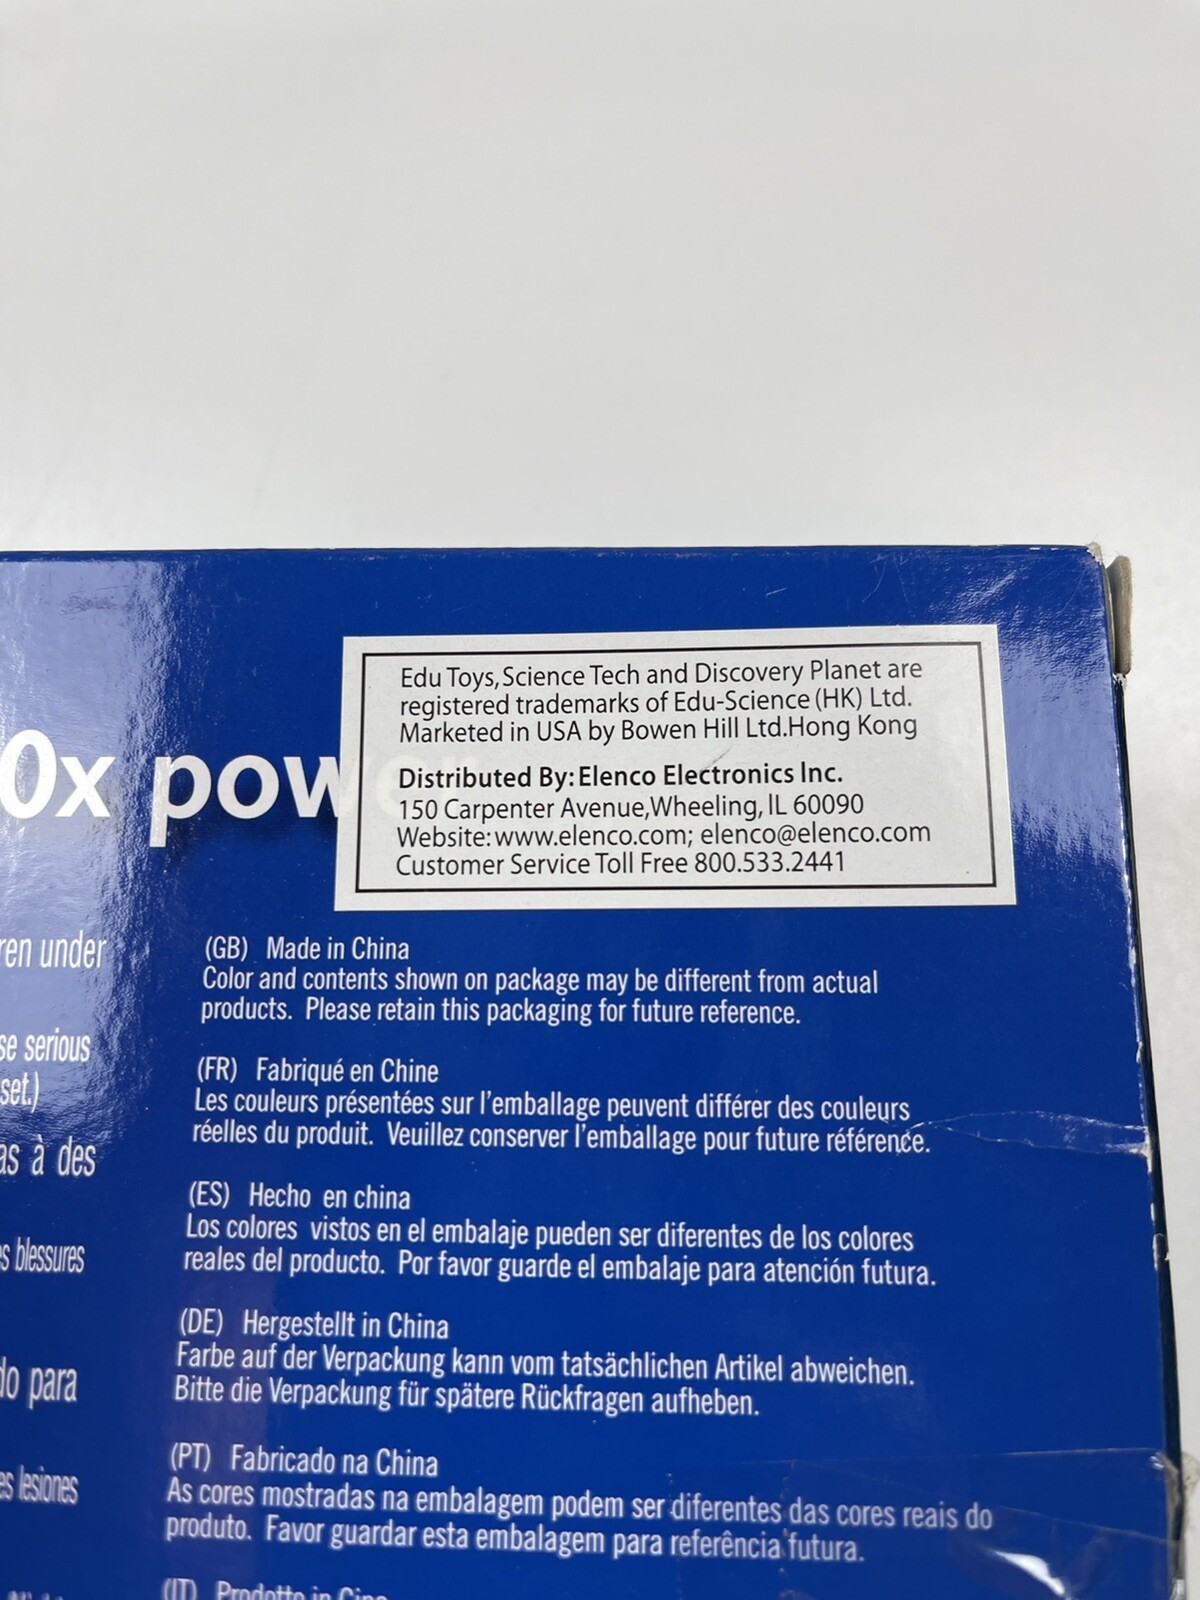 Edu Toys, Science Tech and Discovery Planet are
registered trademarks of Edu-Science (HK) Ltd.
Marketed in USA by Bowen Hill Ltd.Hong Kong
Distributed By: Elenco Electronics Inc.
150 Carpenter Avenue, Wheeling, IL 60090
Website: www.elenco.com; elenco@elenco.com
Customer Service Toll Free 800.533.2441
0x power
ren under
se serious
set.)
as à des
es blessures
do para
es lesiones
(GB) Made in China
Color and contents shown on package may be different from actual
products. Please retain this packaging for future reference.
(FR) Fabriqué en Chine
Les couleurs présentées sur l'emballage peuvent différer des couleurs
réelles du produit. Veuillez conserver l'emballage pour future référence.
(ES) Hecho en china
Los colores vistos en el embalaje pueden ser diferentes de los colores
reales del producto. Por favor guarde el embalaje para atención futura.
(DE) Hergestellt in China
Farbe auf der Verpackung kann vom tatsächlichen Artikel abweichen.
Bitte die Verpackung für spätere Rückfragen aufheben.
(PT) Fabricado na China
As cores mostradas na embalagem podem ser diferentes das cores reais do
produto. Favor guardar esta embalagem para referência futura.
(IT) Prodotto in Cina